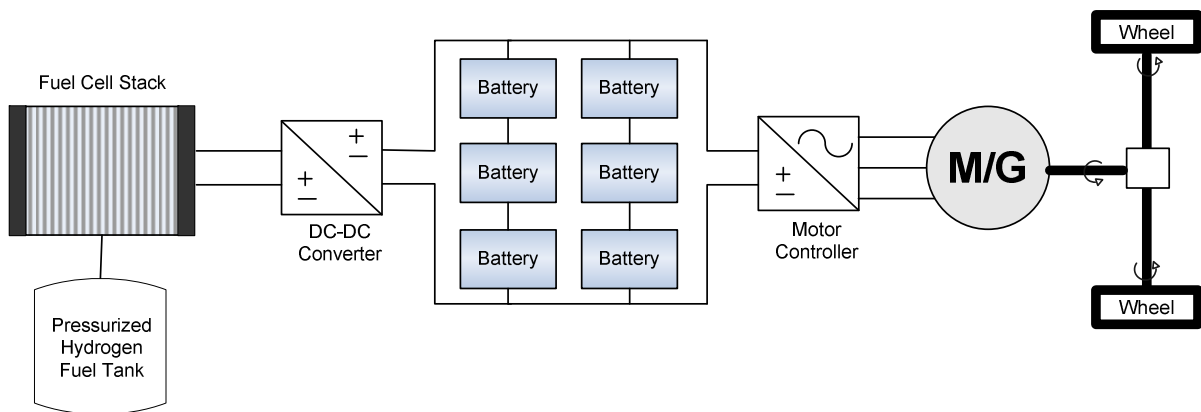 Fuel Cell Stack
Pressurized
Hydrogen
Fuel Tank
+
−
+
−
DC-DC
Converter
Battery
Battery
Battery
Battery
Battery
Battery
+
−
Motor
Controller
M/G
Wheel
Wheel